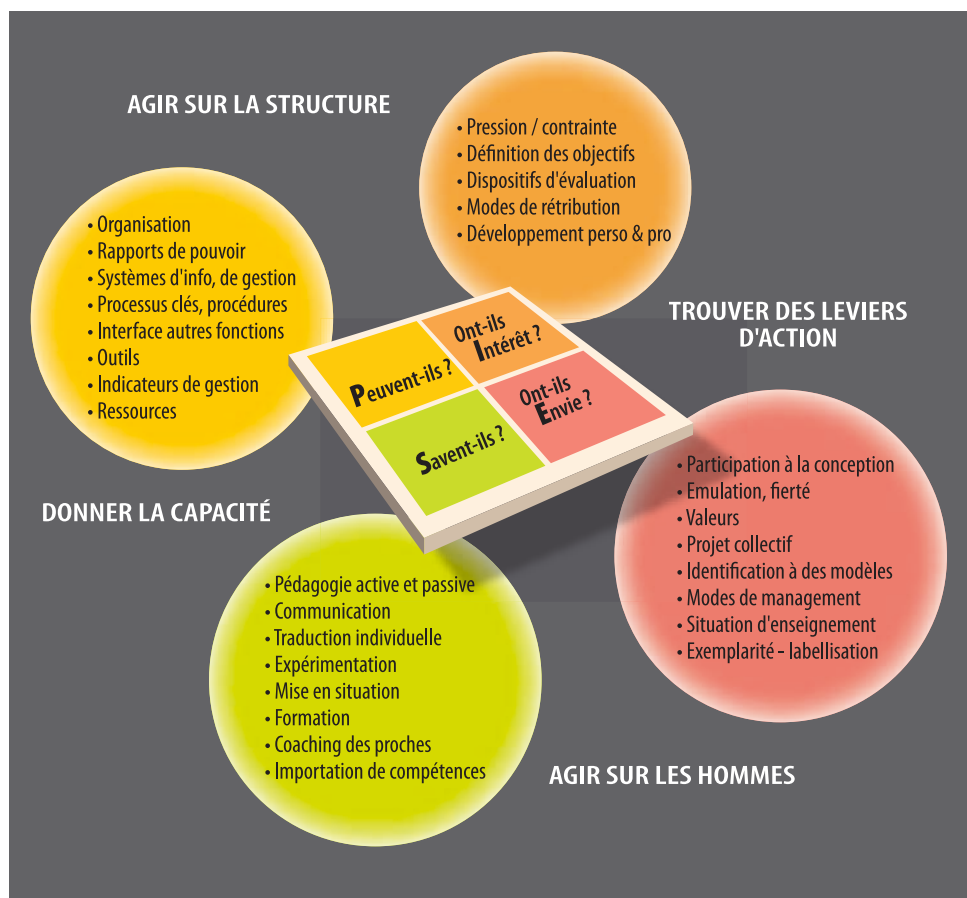 AGIR SUR LA STRUCTURE
• Pression / contrainte
• Définition des objectifs
• Dispositifs d'évaluation
• Modes de rétribution
• Développement perso & pro
• Organisation
• Rapports de pouvoir
• Systèmes d'info, de gestion
• Processus clés, procédures
• Interface autres fonctions
• Outils
• Indicateurs de gestion
• Ressources
TROUVER DES LEVIERS
D'ACTION
Peuvent-ils ?
Ont-ils
Intérêt ?
Savent-ils ?
Ont-ils
Envie ?
• Participation à la conception
• Emulation, fierté
• Valeurs
• Projet collectif
• Identification à des modèles
• Modes de management
• Situation d'enseignement
• Exemplarité - labellisation
DONNER LA CAPACITÉ
• Pédagogie active et passive
• Communication
• Traduction individuelle
• Expérimentation
• Mise en situation
• Formation
• Coaching des proches
• Importation de compétences
AGIR SUR LES HOMMES